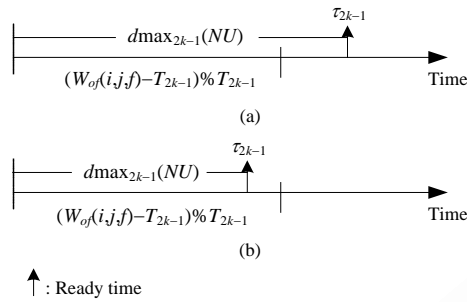 τ2k−1
dmax2k−1(NU)
(Wof(i,j,f)−T2k−1)%T2k−1
Time
(a)
τ2k−1
dmax2k−1(NU)
(Wof(i,j,f)−T2k−1)%T2k−1
Time
(b)
: Ready time